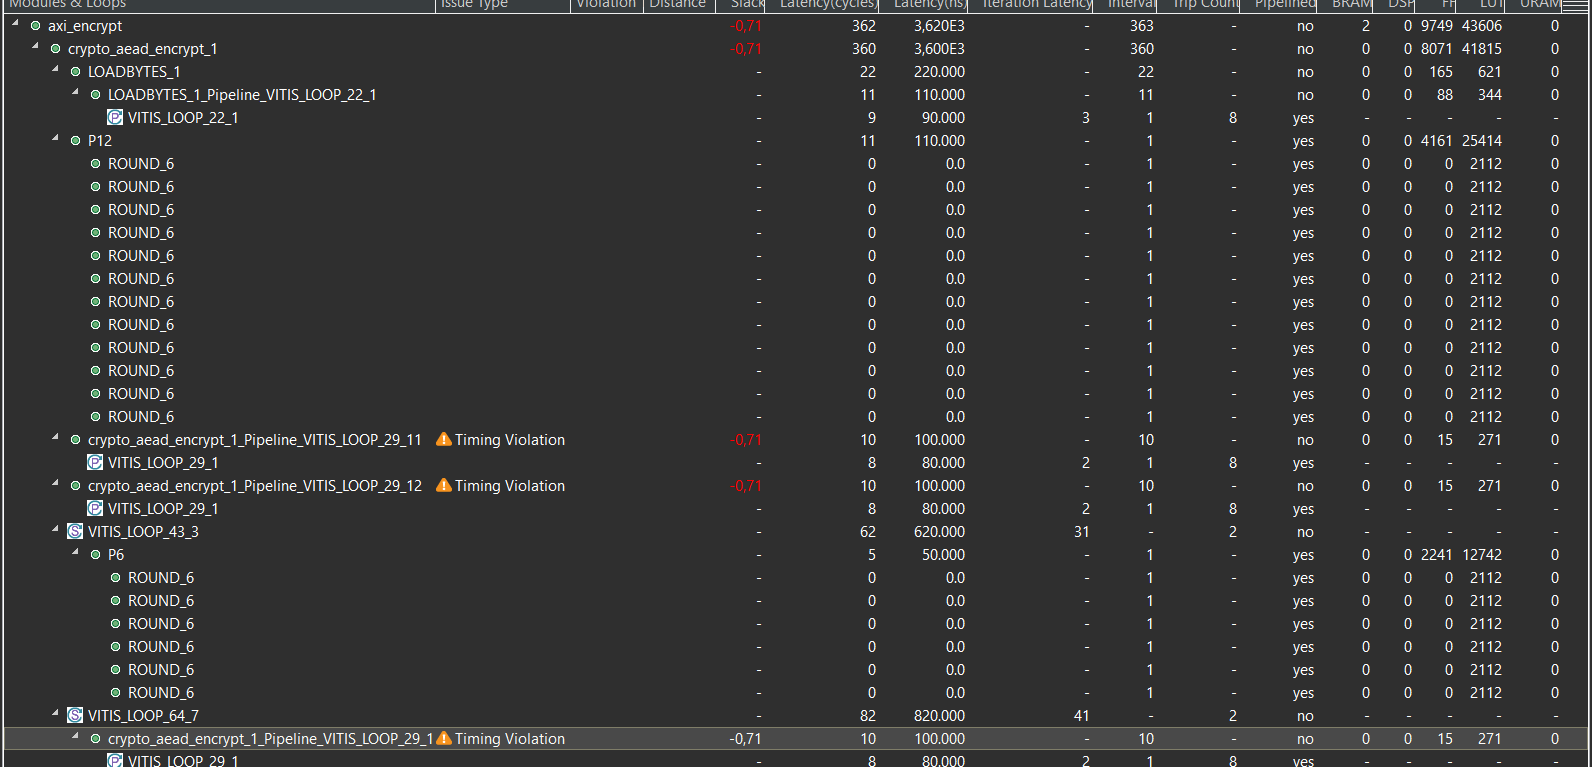 Modules & Loops Issue Type Violation Distance Slack Latency(cycles) Latency(ns) Iteration Latency Interval Trip Count Pipelined BRAM DSP FF LUT URAM
axi_encrypt -0,71 362 3,620E3 - 363 - no 2 0 9749 43606 0
crypto_aead_encrypt_1 -0,71 360 3,600E3 - 360 - no 0 0 8071 41815 0
LOADBYTES_1 - 22 220.000 - 22 - no 0 0 165 621 0
LOADBYTES_1_Pipeline_VITIS_LOOP_22_1 - 11 110.000 - 11 - no 0 0 88 344 0
VITIS_LOOP_22_1 - 9 90.000 3 1 8 yes - - - - -
P12 - 11 110.000 - 1 - yes 0 0 4161 25414 0
ROUND_6 - 0 0.0 - 1 - yes 0 0 0 2112 0
ROUND_6 - 0 0.0 - 1 - yes 0 0 0 2112 0
ROUND_6 - 0 0.0 - 1 - yes 0 0 0 2112 0
ROUND_6 - 0 0.0 - 1 - yes 0 0 0 2112 0
ROUND_6 - 0 0.0 - 1 - yes 0 0 0 2112 0
ROUND_6 - 0 0.0 - 1 - yes 0 0 0 2112 0
ROUND_6 - 0 0.0 - 1 - yes 0 0 0 2112 0
ROUND_6 - 0 0.0 - 1 - yes 0 0 0 2112 0
ROUND_6 - 0 0.0 - 1 - yes 0 0 0 2112 0
ROUND_6 - 0 0.0 - 1 - yes 0 0 0 2112 0
ROUND_6 - 0 0.0 - 1 - yes 0 0 0 2112 0
ROUND_6 - 0 0.0 - 1 - yes 0 0 0 2112 0
crypto_aead_encrypt_1_Pipeline_VITIS_LOOP_29_11 Timing Violation -0,71 10 100.000 - 10 - no 0 0 15 271 0
VITIS_LOOP_29_1 - 8 80.000 2 1 8 yes - - - - -
crypto_aead_encrypt_1_Pipeline_VITIS_LOOP_29_12 Timing Violation -0,71 10 100.000 - 10 - no 0 0 15 271 0
VITIS_LOOP_29_1 - 8 80.000 2 1 8 yes - - - - -
VITIS_LOOP_43_3 - 62 620.000 31 - 2 no - - - - -
P6 - 5 50.000 - 1 - yes 0 0 2241 12742 0
ROUND_6 - 0 0.0 - 1 - yes 0 0 0 2112 0
ROUND_6 - 0 0.0 - 1 - yes 0 0 0 2112 0
ROUND_6 - 0 0.0 - 1 - yes 0 0 0 2112 0
ROUND_6 - 0 0.0 - 1 - yes 0 0 0 2112 0
ROUND_6 - 0 0.0 - 1 - yes 0 0 0 2112 0
ROUND_6 - 0 0.0 - 1 - yes 0 0 0 2112 0
VITIS_LOOP_64_7 - 82 820.000 41 - 2 no - - - - -
crypto_aead_encrypt_1_Pipeline_VITIS_LOOP_29_1 Timing Violation -0,71 10 100.000 - 10 - no 0 0 15 271 0
VITIS_LOOP_29_1 - 8 80.000 2 1 8 yes - - - - -